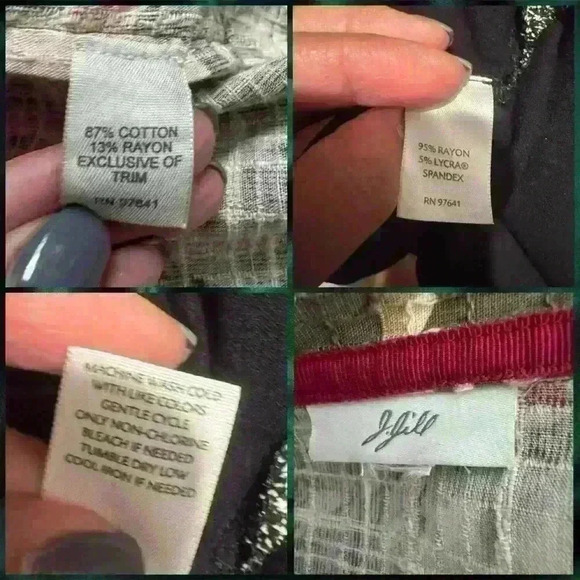 87% COTTON
13% RAYON
EXCLUSIVE OF
TRIM
RN 97641
95% RAYON
5% LYCRA®
SPANDEX
RN 97641
MACHINE WASH COLD
WITH LIKE COLORS
GENTLE CYCLE
ONLY NON-CHLORINE
BLEACH IF NEEDED
TUMBLE DRY LOW
COOL IRON IF NEEDED
J.Jill